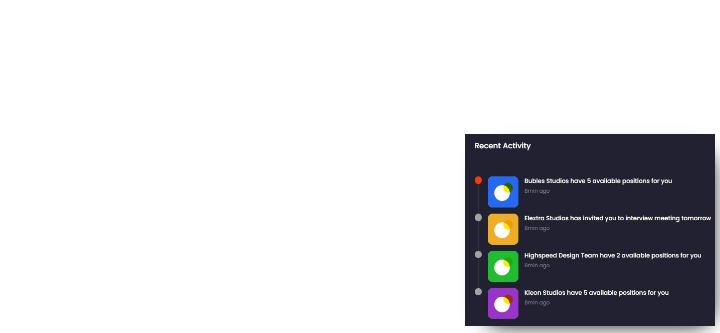 Recent Activity
Bubles Studios have 5 available positions for you
8min ago
Elextra Studios has invited you to interview meeting tomorrow
8min ago
Highspeed Design Team have 2 available positions for you
8min ago
Kleon Studios have 5 available positions for you
8min ago